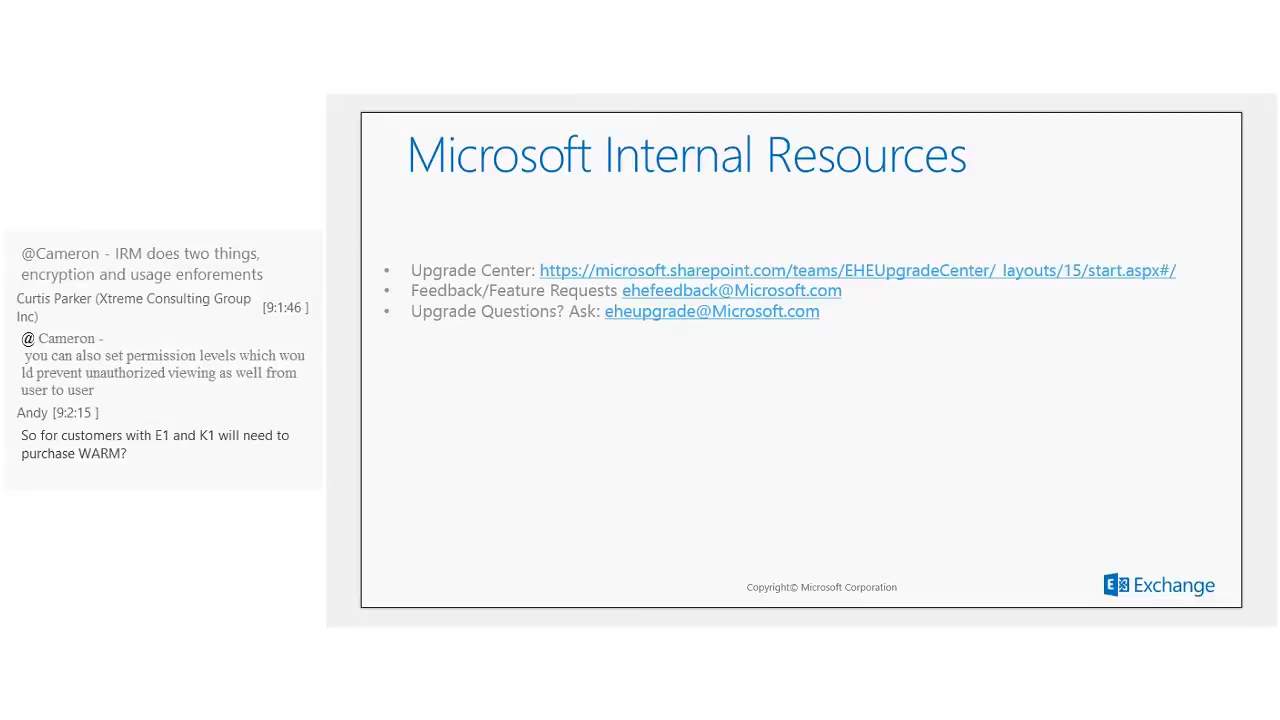 @Cameron - IRM does two things,
encryption and usage enforements
Curtis Parker (Xtreme Consulting Group
Inc)
[9:1:46 ]
@ Cameron -
you can also set permission levels which wou
ld prevent unauthorized viewing as well from
user to user
Andy [9:2:15 ]
So for customers with E1 and K1 will need to
purchase WARM?
Microsoft Internal Resources
• Upgrade Center: https://microsoft.sharepoint.com/teams/EHEUpgradeCenter/_layouts/15/start.aspx#/
• Feedback/Feature Requests ehefeedback@Microsoft.com
• Upgrade Questions? Ask: eheupgrade@Microsoft.com
Copyright© Microsoft Corporation
Exchange